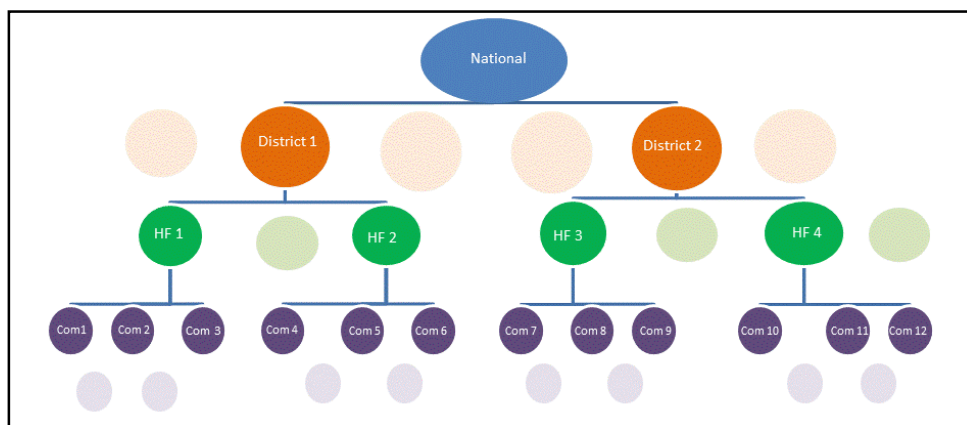 National
District 1
District 2
HF 1
HF 2
HF 3
HF 4
Com1
Com 2
Com 3
Com 4
Com 5
Com 6
Com 7
Com 8
Com 9
Com 10
Com 11
Com 12